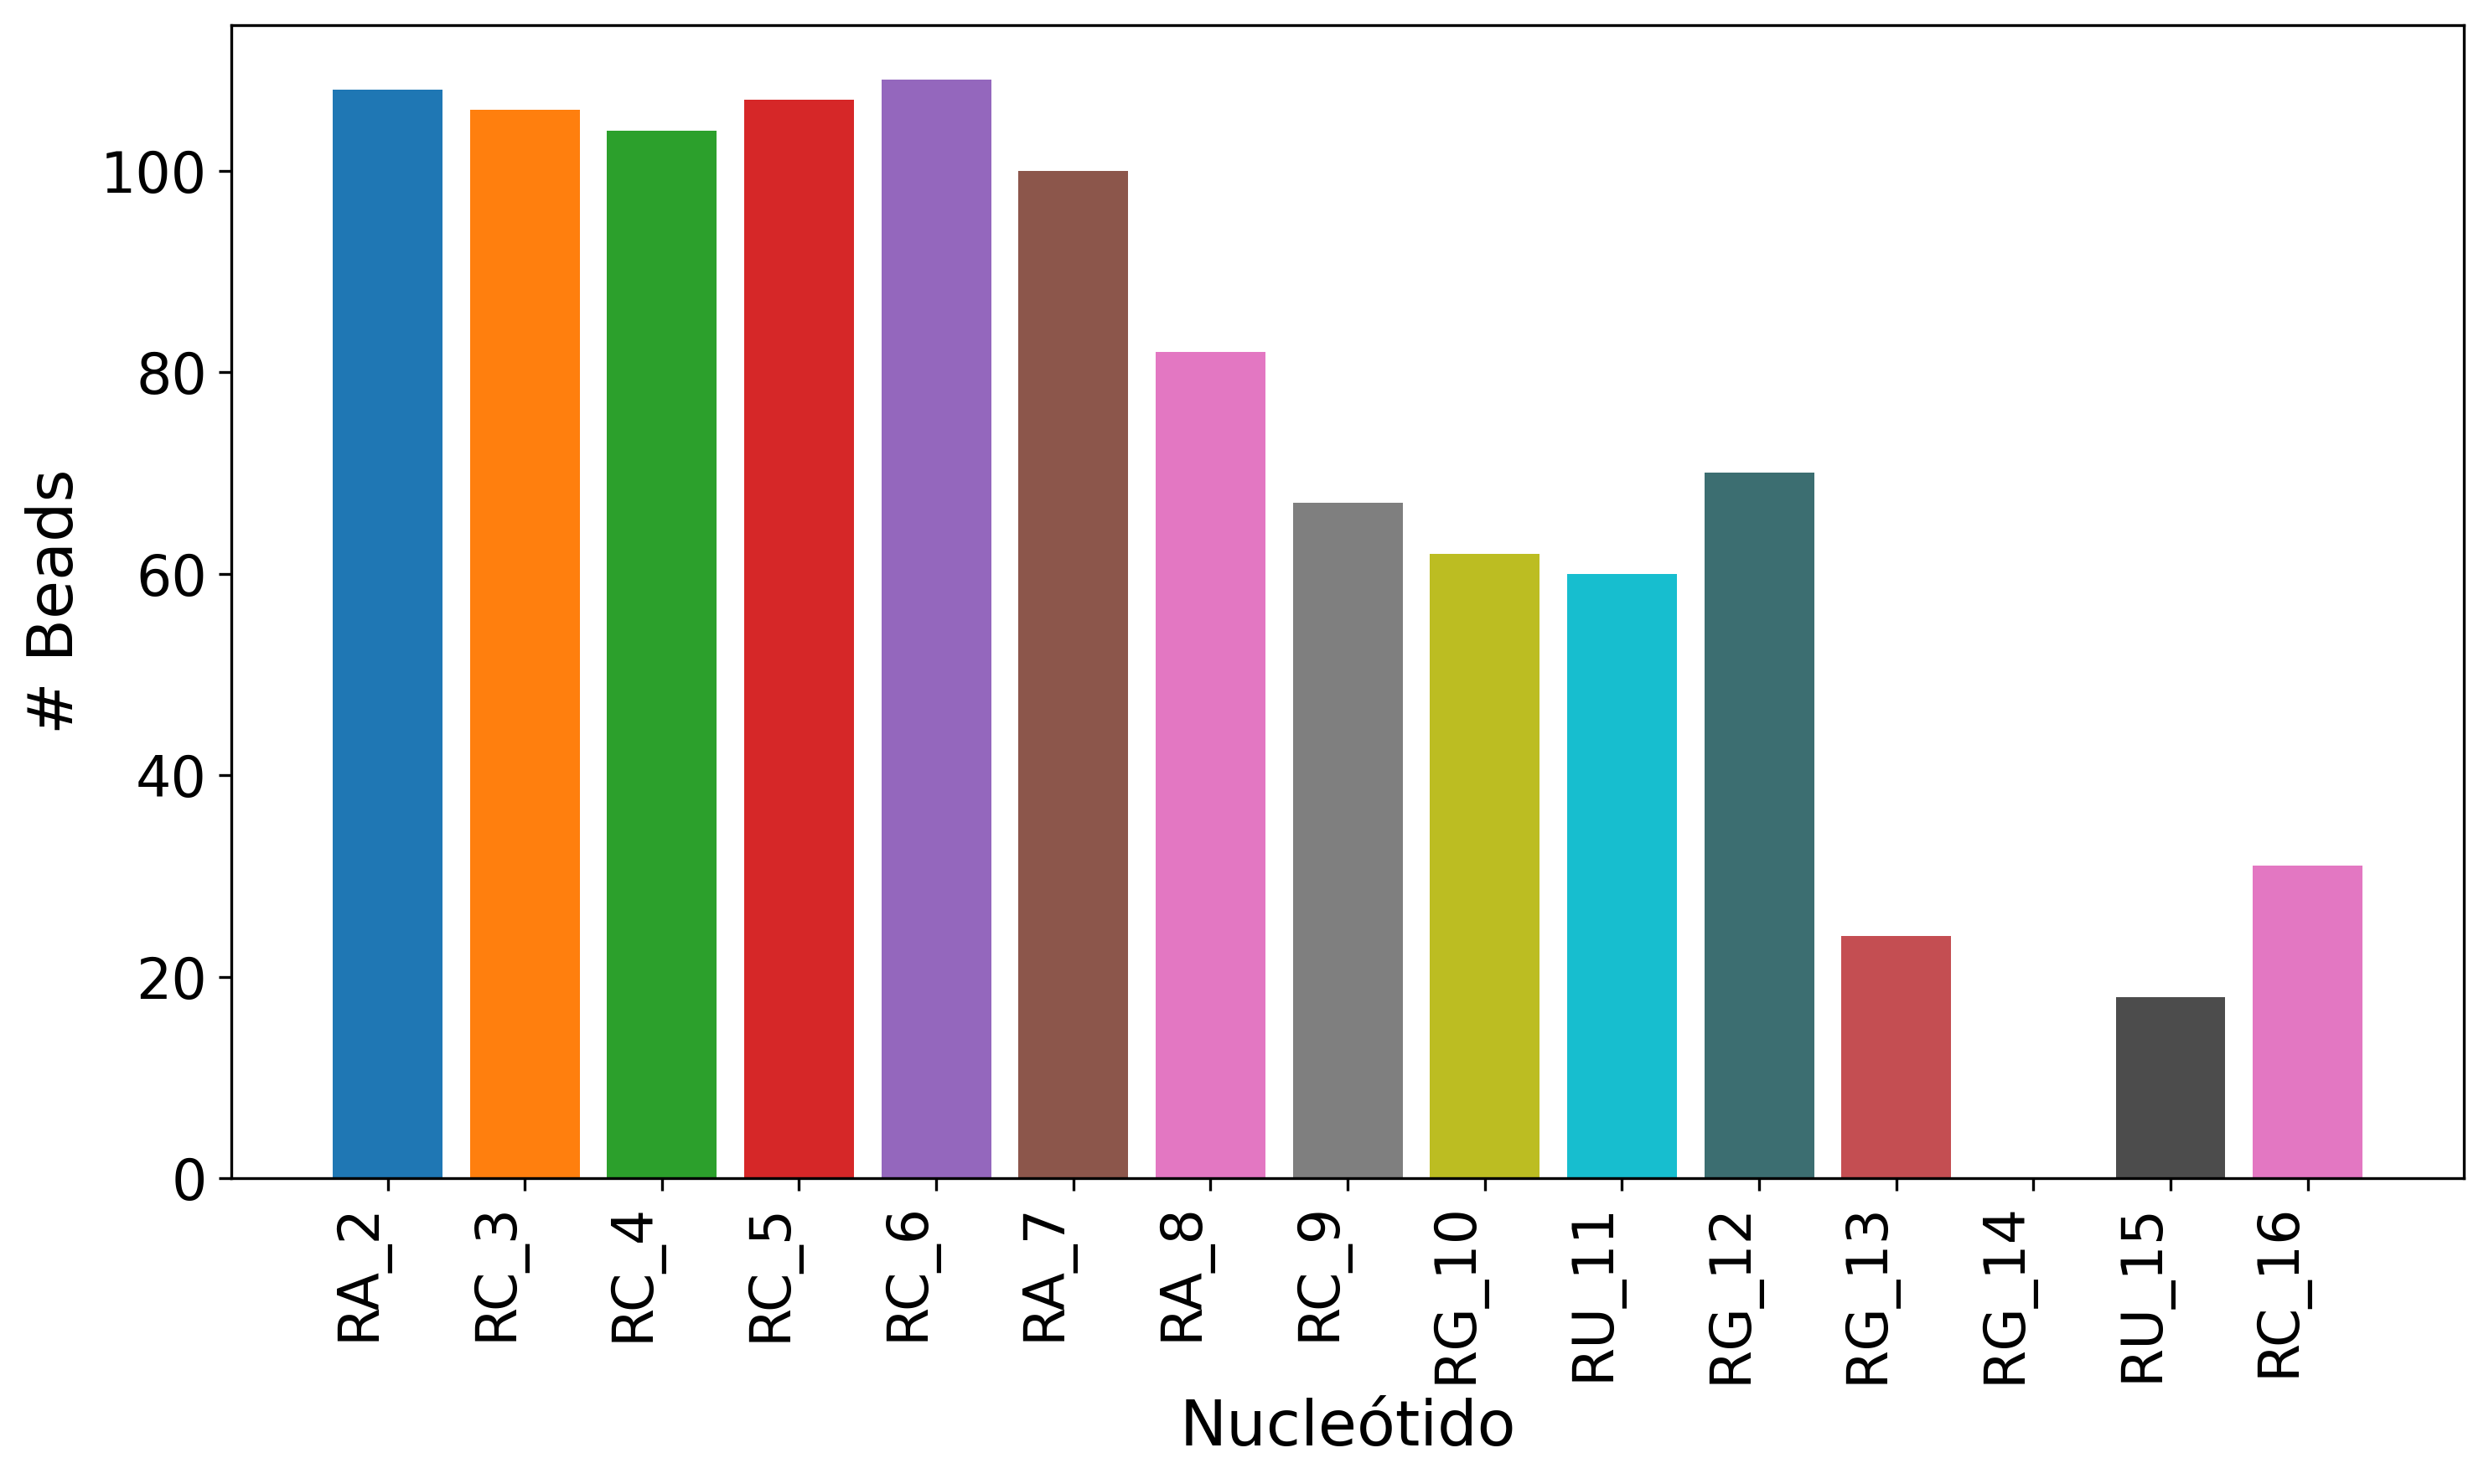 # Beads
100
80
60
40
20
0
RA_2
RC_3
RC_4
RC_5
RC_6
RA_7
RA_8
RC_9
RG_10
RU_11
RG_12
RG_13
RG_14
RU_15
RC_16
Nucleótido